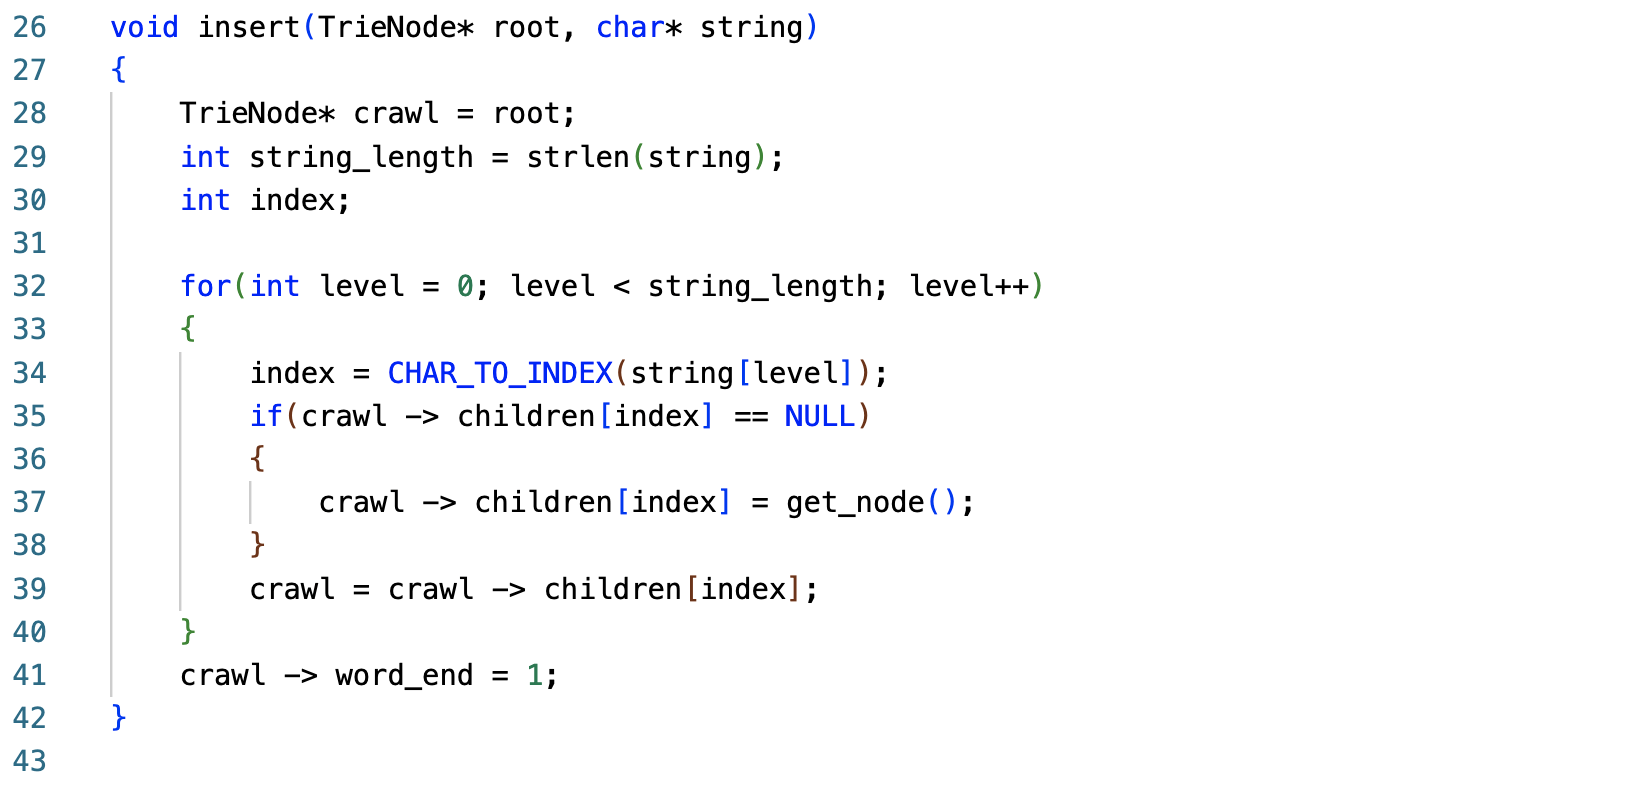 26 void insert(TrieNode* root, char* string)
27 {
28     TrieNode* crawl = root;
29     int string_length = strlen(string);
30     int index;
31
32     for(int level = 0; level < string_length; level++)
33     {
34         index = CHAR_TO_INDEX(string[level]);
35         if(crawl -> children[index] == NULL)
36         {
37             crawl -> children[index] = get_node();
38         }
39         crawl = crawl -> children[index];
40     }
41     crawl -> word_end = 1;
42 }
43